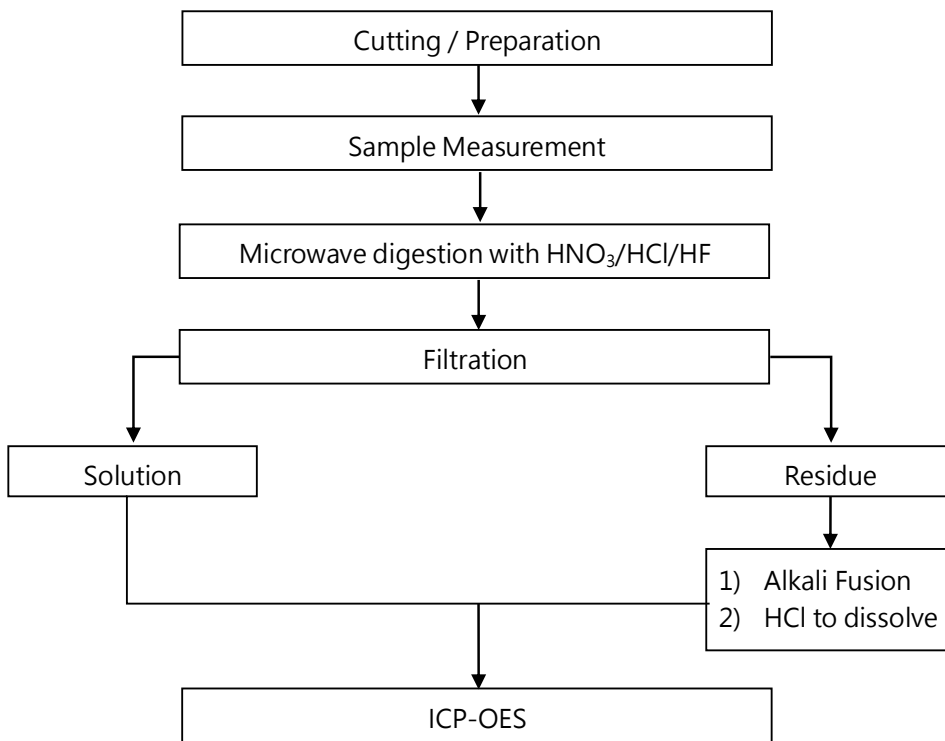 Cutting / Preparation
Sample Measurement
Microwave digestion with HNO₃/HCl/HF
Filtration
Solution
Residue
1) Alkali Fusion
2) HCl to dissolve
ICP-OES